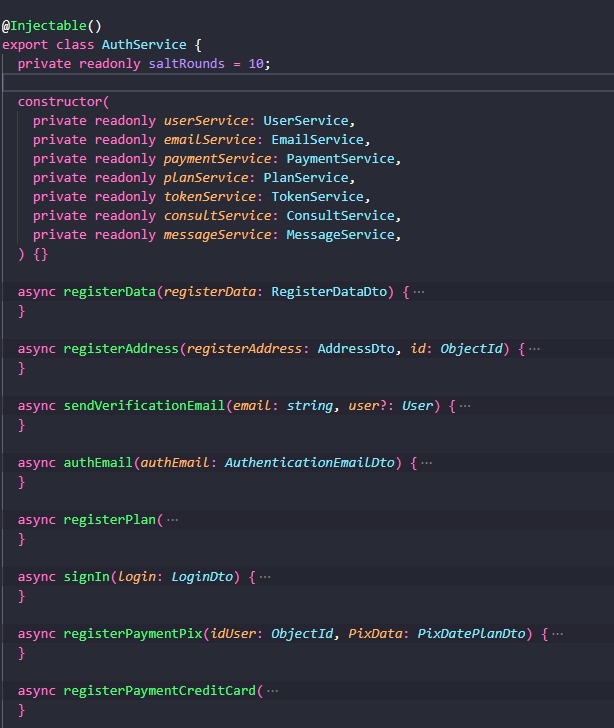 @Injectable()
export class AuthService {
private readonly saltRounds = 10;
constructor(
private readonly userService: UserService,
private readonly emailService: EmailService,
private readonly paymentService: PaymentService,
private readonly planService: PlanService,
private readonly tokenService: TokenService,
private readonly consultService: ConsultService,
private readonly messageService: MessageService,
) {}
async registerData(registerData: RegisterDataDto) {···
}
async registerAddress(registerAddress: AddressDto, id: ObjectId) {···
}
async sendVerificationEmail(email: string, user?: User) {···
}
async authEmail(authEmail: AuthenticationEmailDto) {···
}
async registerPlan(···
}
async signIn(login: LoginDto) {···
}
async registerPaymentPix(idUser: ObjectId, PixData: PixDatePlanDto) {···
}
async registerPaymentCreditCard(···
}